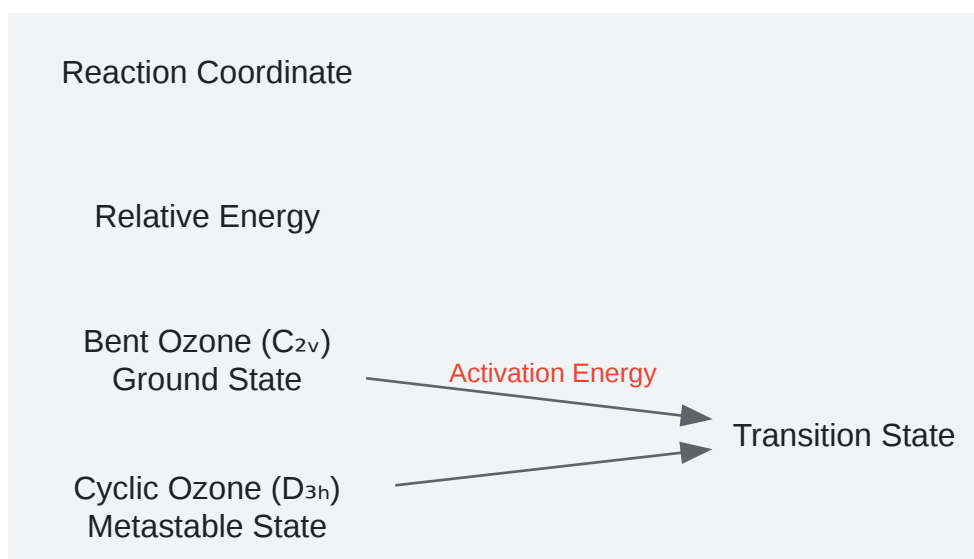 Reaction Coordinate
Relative Energy
Bent Ozone (C₂ᵥ)
Ground State
Activation Energy
Transition State
Cyclic Ozone (D₃ₕ)
Metastable State